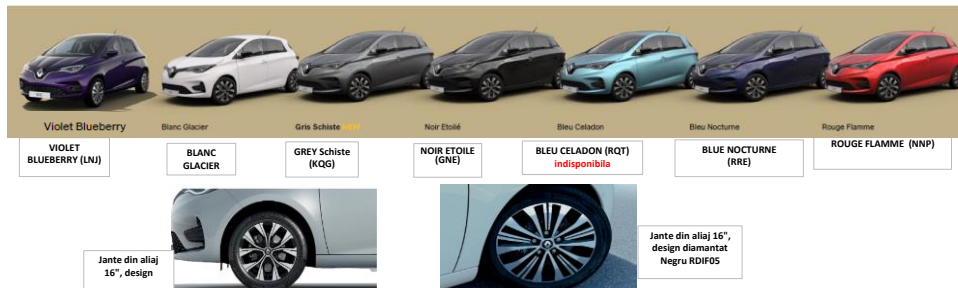 Violet Blueberry
Blanc Glacier
Gris Schiste NEW
Noir Etoilé
Bleu Celadon
Bleu Nocturne
Rouge Flamme
VIOLET
BLUEBERRY (LNJ)
BLANC
GLACIER
GREY Schiste
(KQG)
NOIR ETOILE
(GNE)
BLEU CELADON (RQT)
indisponibila
BLUE NOCTURNE
(RRE)
ROUGE FLAMME (NNP)
Jante din aliaj
16", design
Jante din aliaj 16",
design diamantat
Negru RDIF05